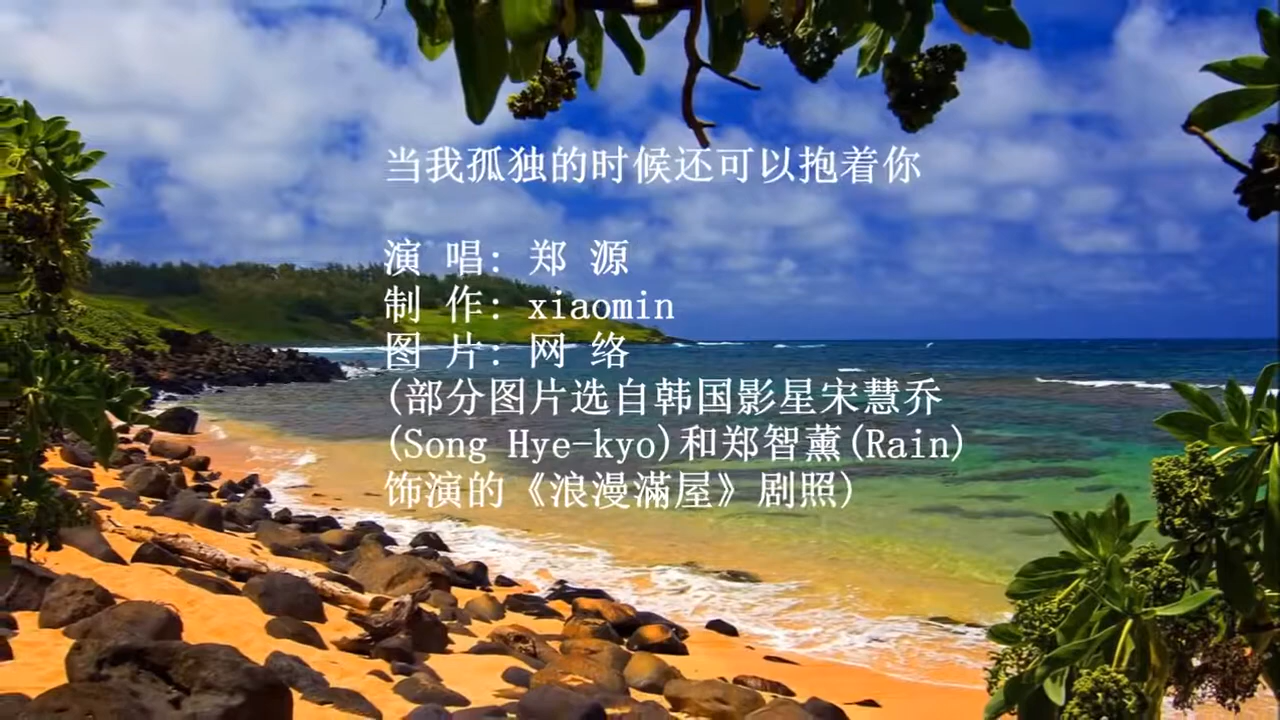 当我孤独的时候还可以抱着你
演 唱: 郑 源
制 作: xiaomin
图 片: 网 络
(部分图片选自韩国影星宋慧乔
(Song Hye-kyo)和郑智薰(Rain)
饰演的《浪漫滿屋》剧照)